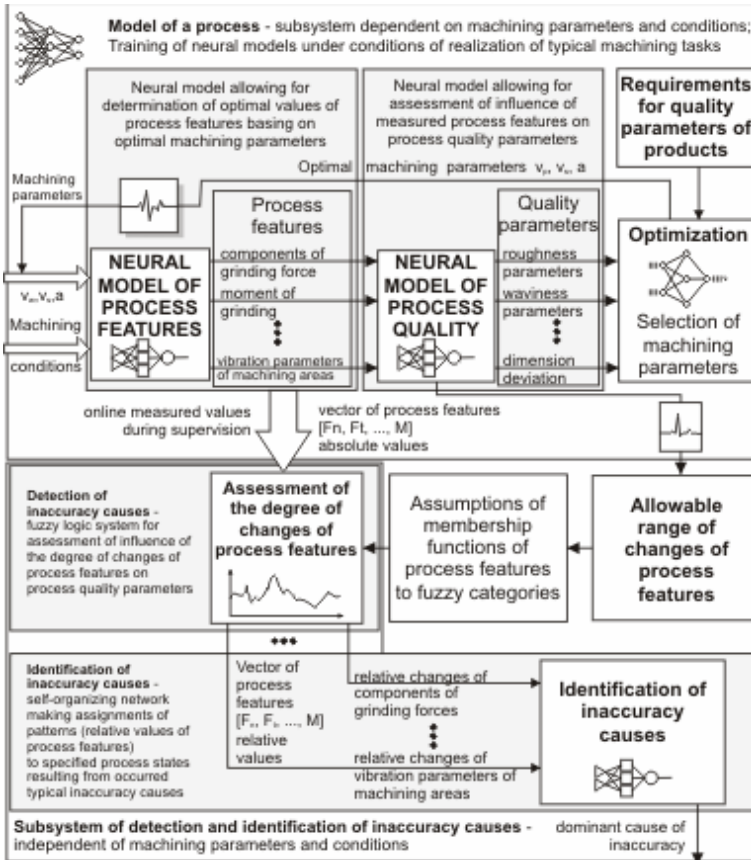 Model of a process - subsystem dependent on machining parameters and conditions;
Training of neural models under conditions of realization of typical machining tasks
Neural model allowing for
determination of optimal values of
process features basing on
optimal machining parameters
Neural model allowing for
assessment of influence of
measured process features on
process quality parameters
Requirements
for quality
parameters of
products
Optimal machining parameters
Machining
parameters
Process
features
Quality
parameters
NEURAL
MODEL OF
PROCESS
FEATURES
components of
grinding force
moment of
grinding
vibration parameters
of machining areas
NEURAL
MODEL OF
PROCESS
QUALITY
roughness
parameters
waviness
parameters
dimension
deviation
Optimization
Selection of
machining
parameters
Machining
conditions
online measured values
during supervision
vector of process features
[Fn, Ft, ..., M]
absolute values
Detection of
inaccuracy causes -
fuzzy logic system for
assessment of influence of
the degree of changes of
process features on
process quality parameters
Assessment of
the degree of
changes of
process features
Assumptions of
membership
functions of
process features
to fuzzy categories
Allowable
range of
changes of
process
features
Identification of
inaccuracy causes -
self-organizing network
making assignments of
patterns (relative values of
process features)
to specified process states
resulting from occurred
typical inaccuracy causes
Vector of
process
features
..., M]
relative
values
relative changes of
components of
grinding forces
relative changes of
vibration parameters of
machining areas
Identification of
inaccuracy
causes
Subsystem of detection and identification of inaccuracy causes -
independent of machining parameters and conditions
dominant cause of
inaccuracy